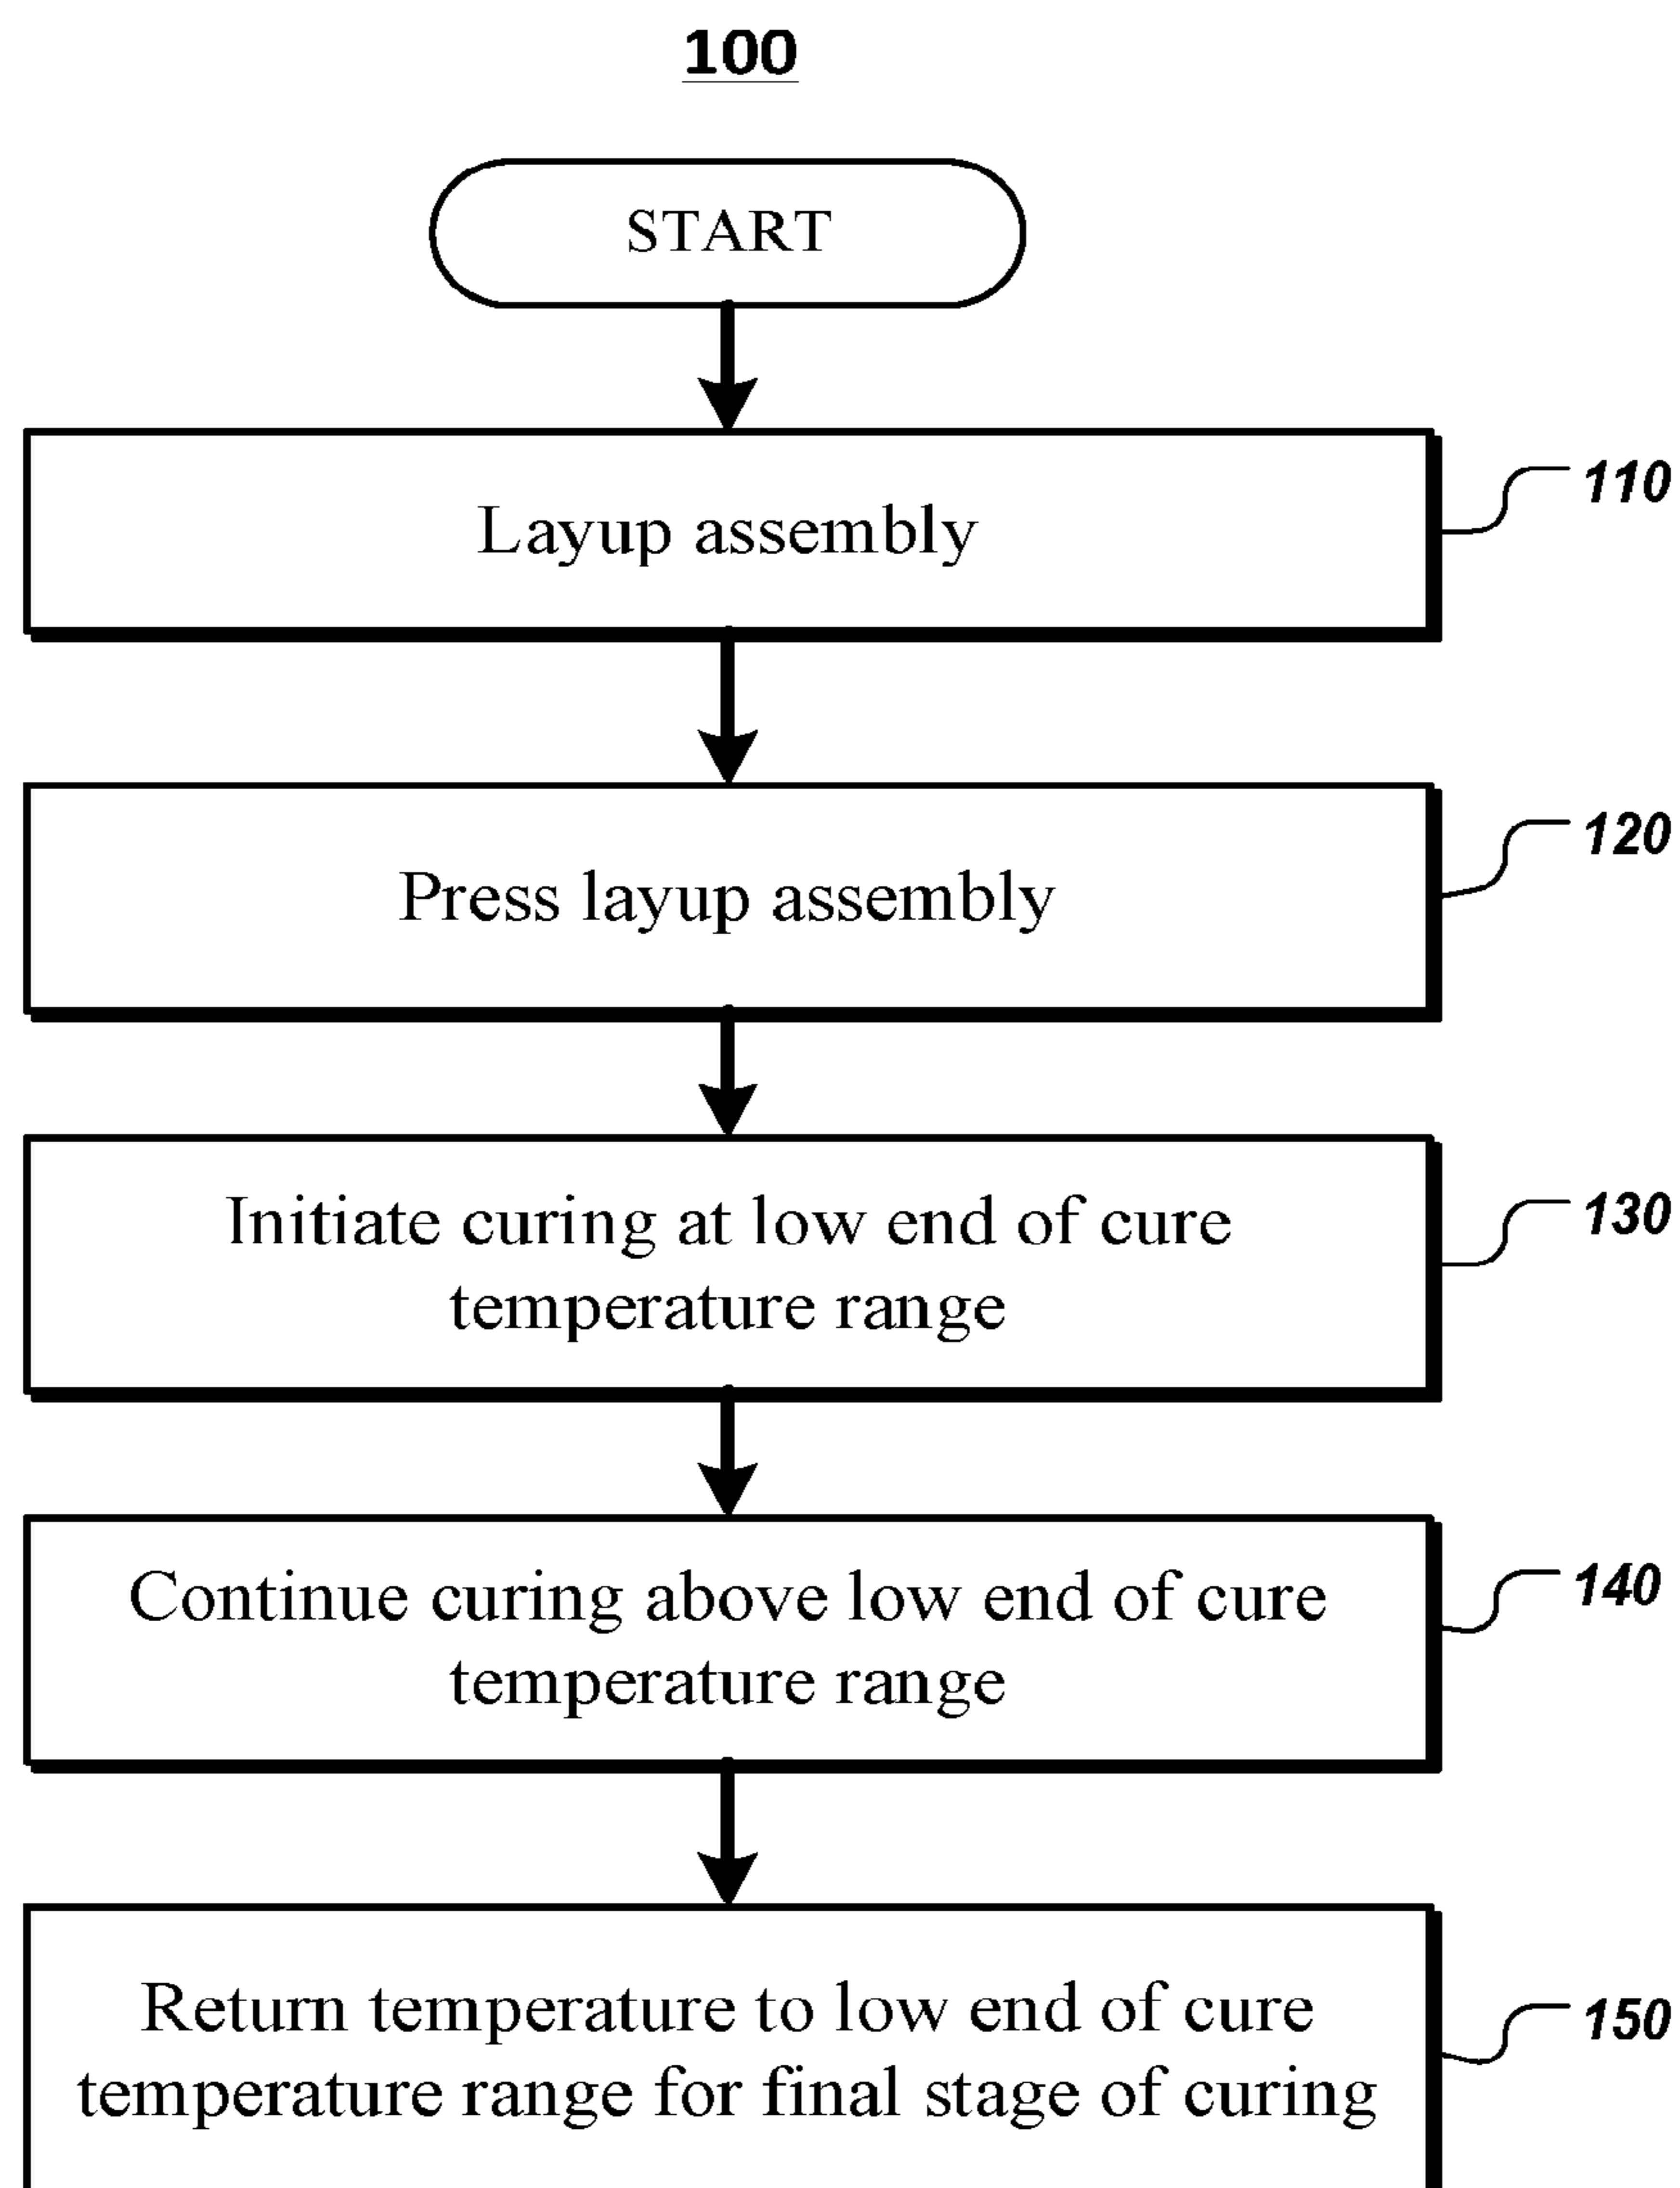 100
START
Layup assembly
110
Press layup assembly
120
Initiate curing at low end of cure
temperature range
130
Continue curing above low end of cure
temperature range
140
Return temperature to low end of cure
temperature range for final stage of curing
150